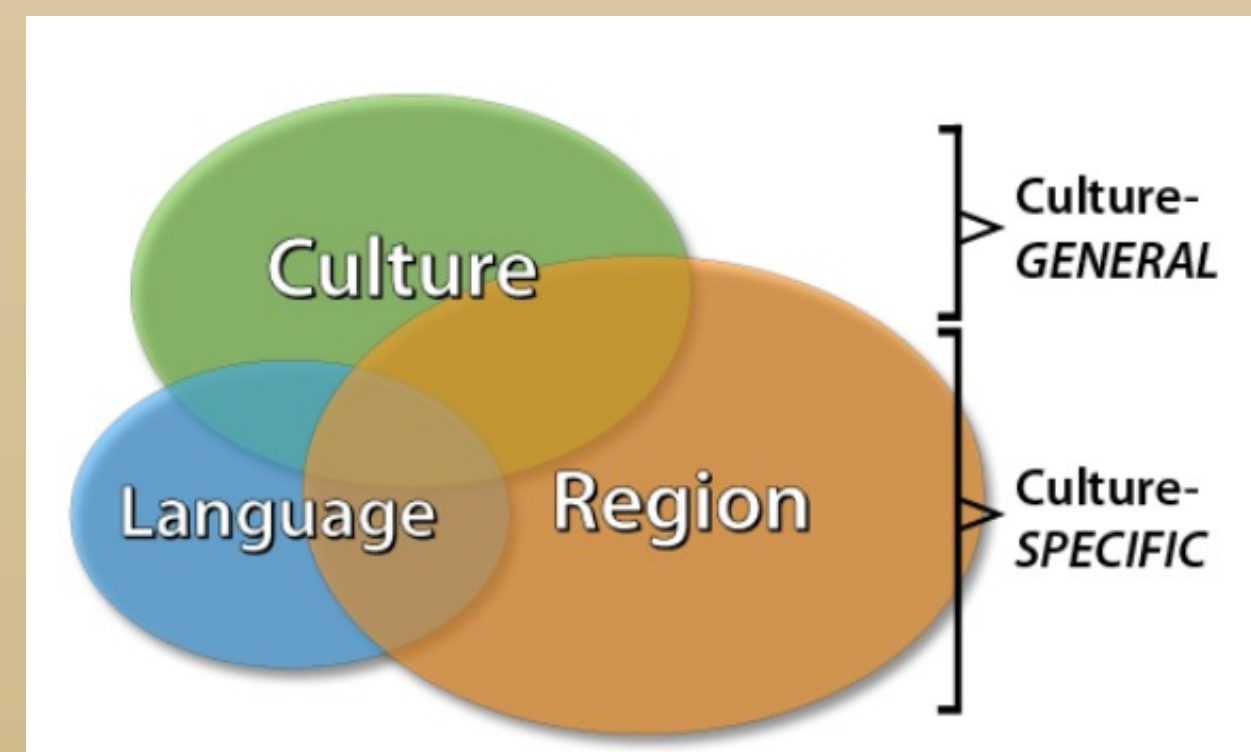 Culture
Language
Region
Culture-
GENERAL
Culture-
SPECIFIC